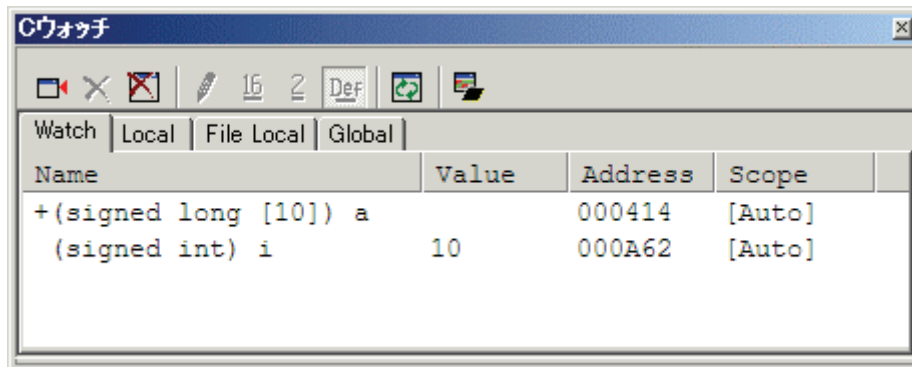 Cウォッチ
16 2 Def
Watch Local File Local Global
Name Value Address Scope
+(signed long [10]) a 000414 [Auto]
(signed int) i 10 000A62 [Auto]